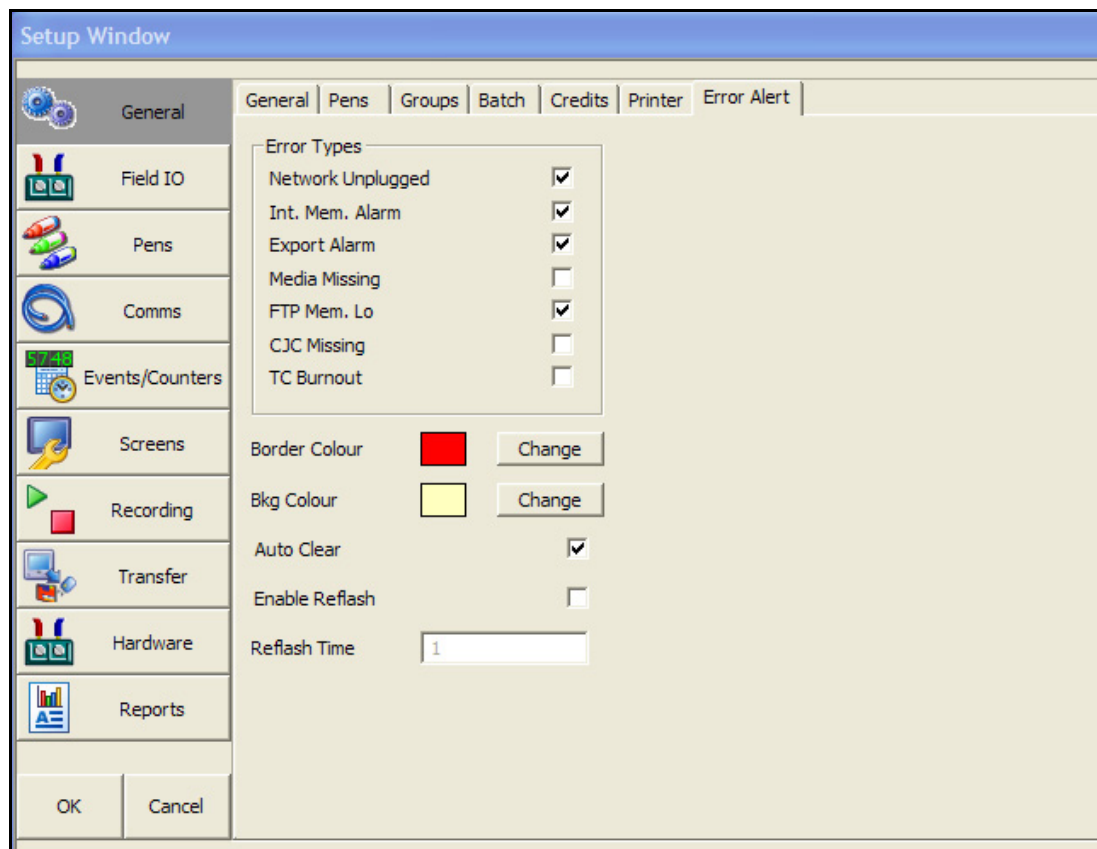 Setup Window
General
Field IO
Pens
Comms
57:48
Events/Counters
Screens
Recording
Transfer
Hardware
Reports
OK Cancel
General Pens Groups Batch Credits Printer Error Alert
Error Types
Network Unplugged
Int. Mem. Alarm
Export Alarm
Media Missing
FTP Mem. Lo
CJC Missing
TC Burnout
Border Colour Change
Bkg Colour Change
Auto Clear
Enable Reflash
Reflash Time 1